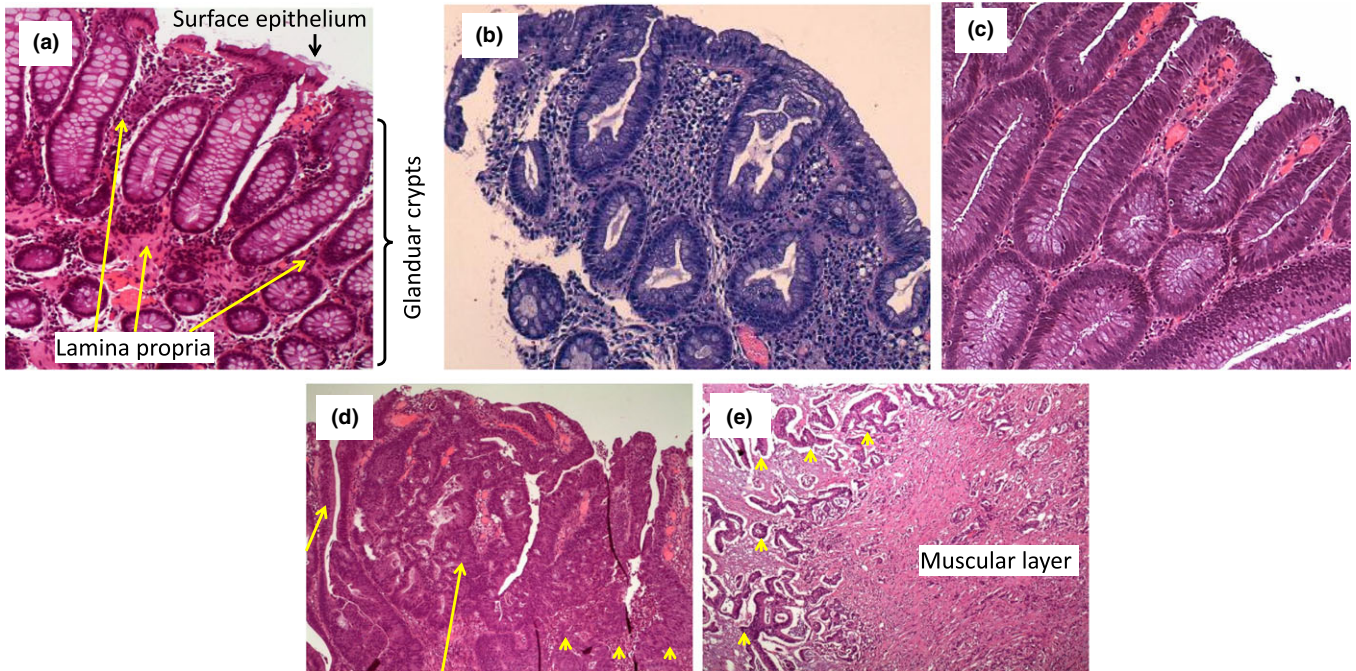 (a)
Surface epithelium
Glanduar crypts
Lamina propria
(b)
(c)
(d)
(e)
Muscular layer